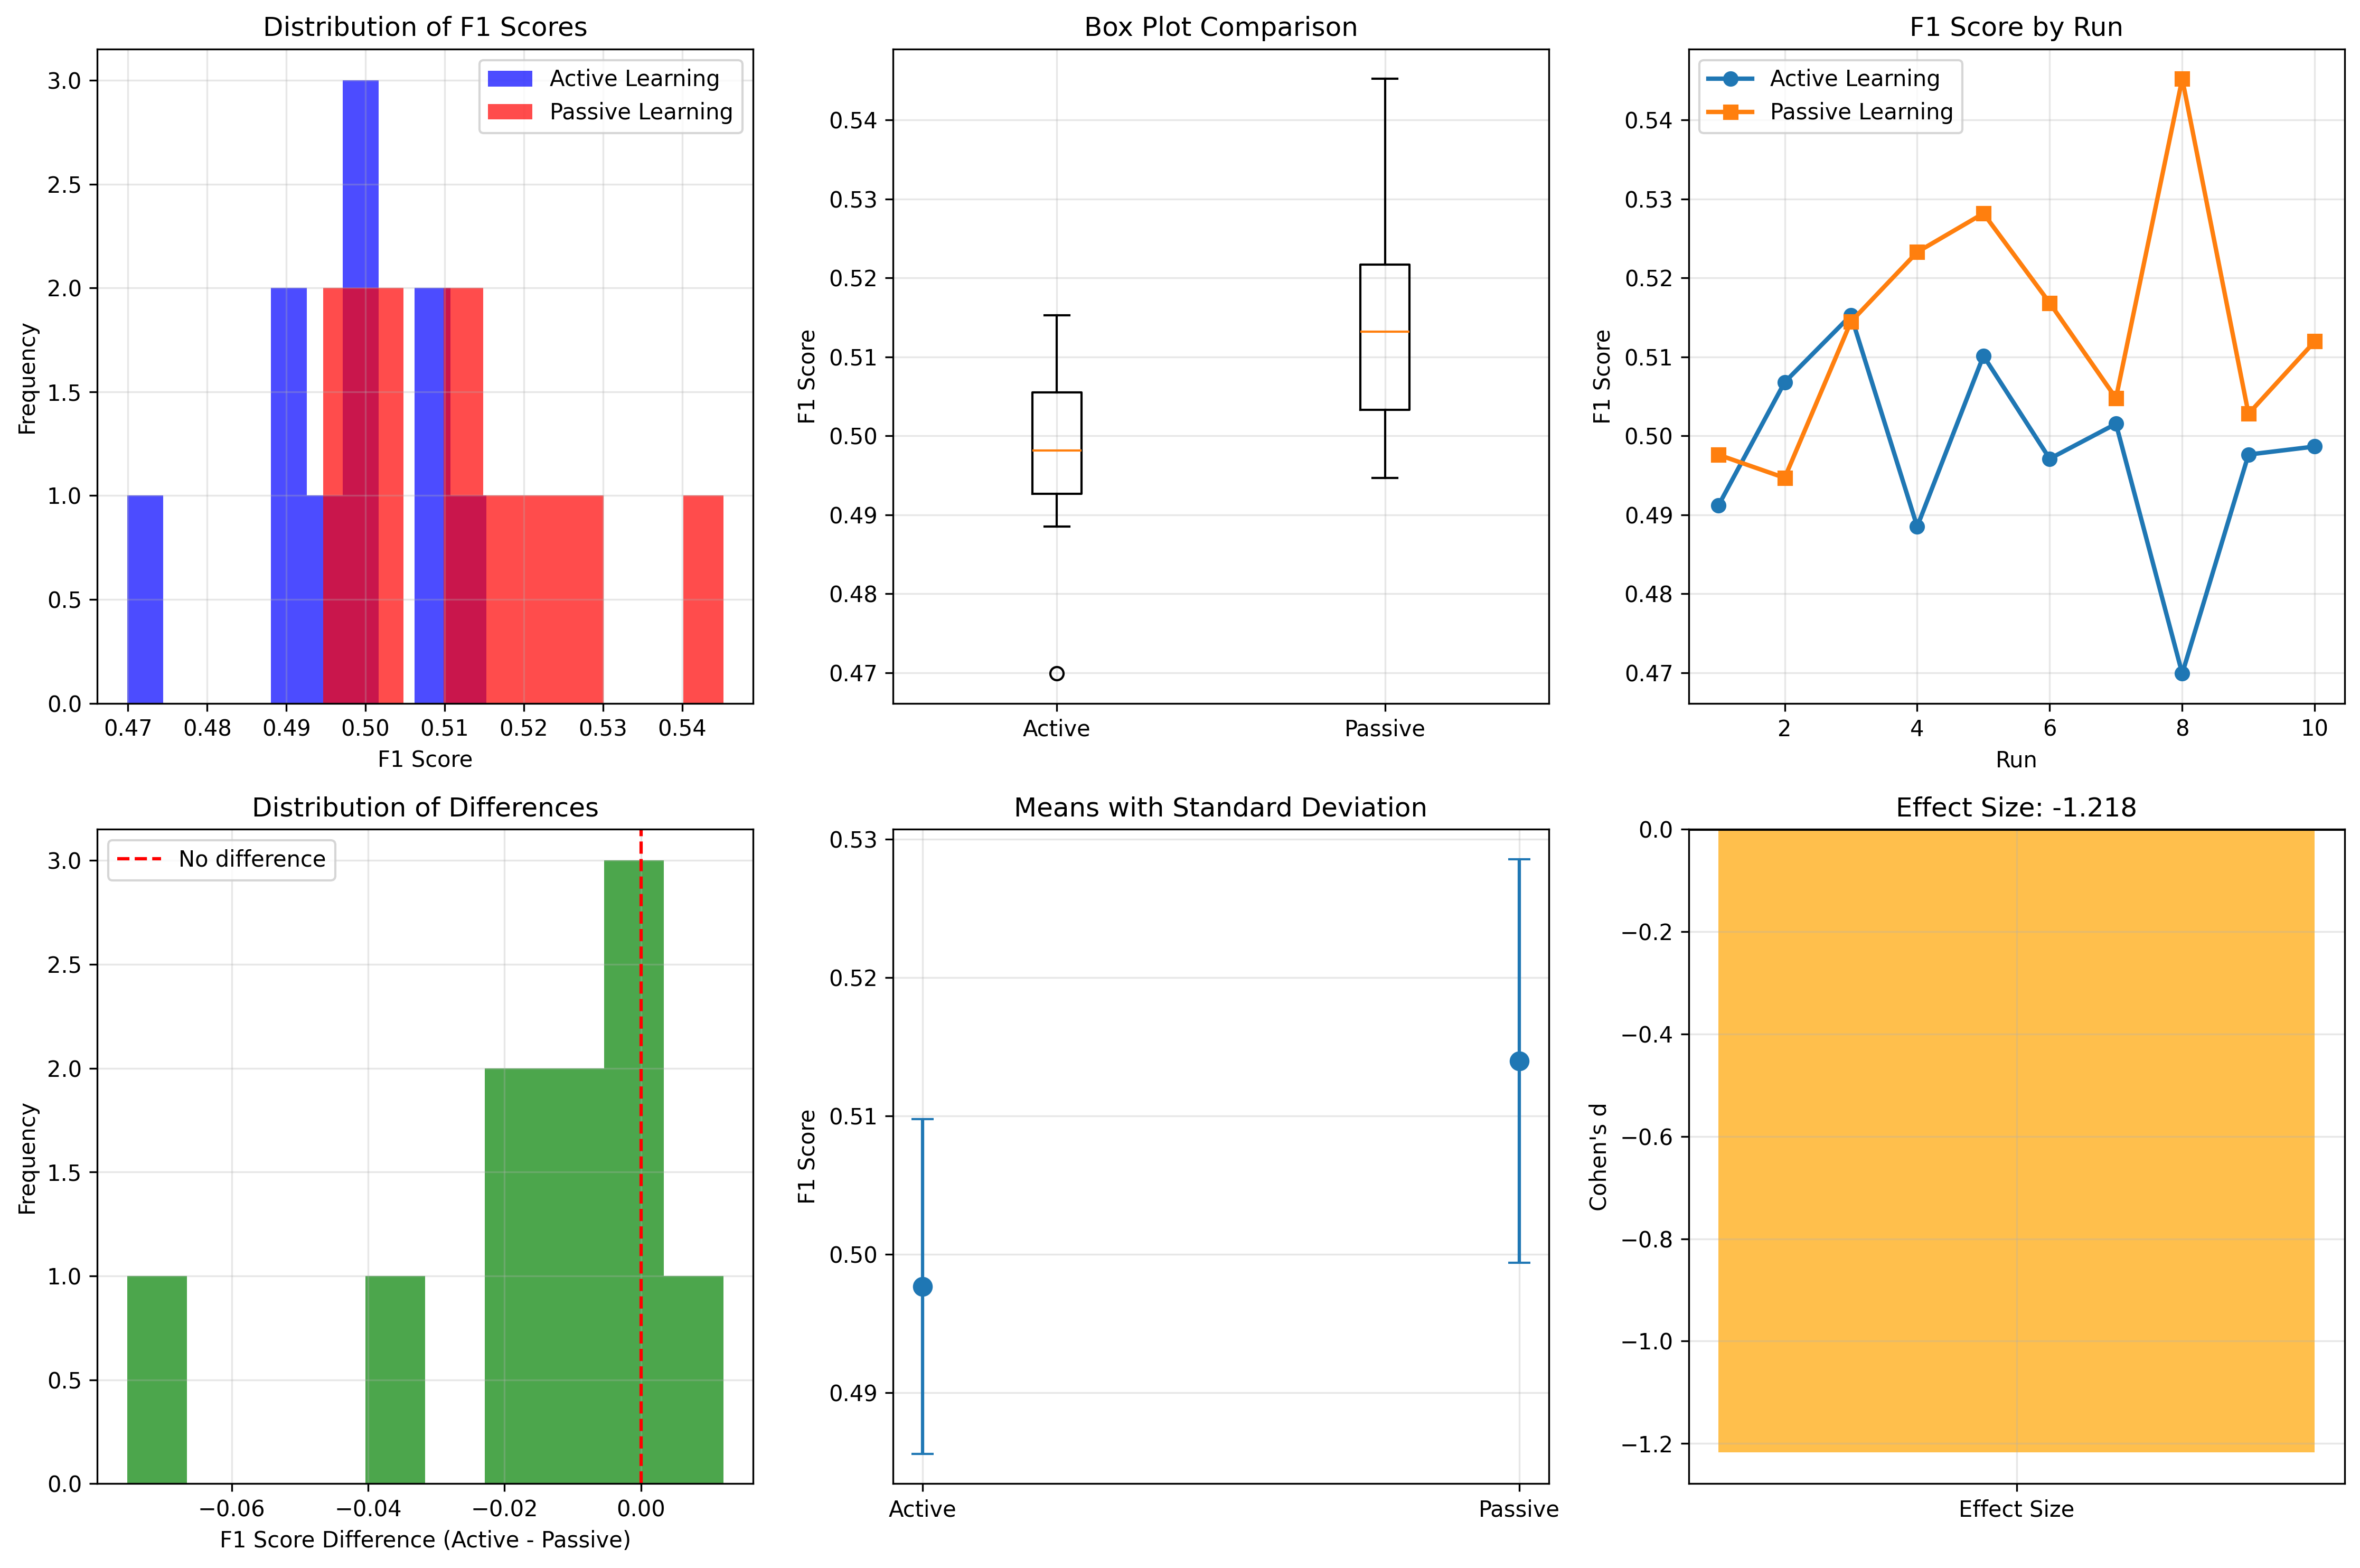 Distribution of F1 Scores
3.0
2.5
2.0
1.5
1.0
0.5
0.0
Frequency
Active Learning
Passive Learning
0.47 0.48 0.49 0.50 0.51 0.52 0.53 0.54
F1 Score
Box Plot Comparison
0.54
0.53
0.52
0.51
0.50
0.49
0.48
0.47
F1 Score
Active Passive
F1 Score by Run
0.54
0.53
0.52
0.51
0.50
0.49
0.48
0.47
F1 Score
Active Learning
Passive Learning
2 4 6 8 10
Run
Distribution of Differences
3.0
2.5
2.0
1.5
1.0
0.5
0.0
Frequency
No difference
−0.06 −0.04 −0.02 0.00
F1 Score Difference (Active - Passive)
Means with Standard Deviation
0.53
0.52
0.51
0.50
0.49
F1 Score
Active Passive
Effect Size: -1.218
0.0
−0.2
−0.4
−0.6
−0.8
−1.0
−1.2
Cohen's d
Effect Size